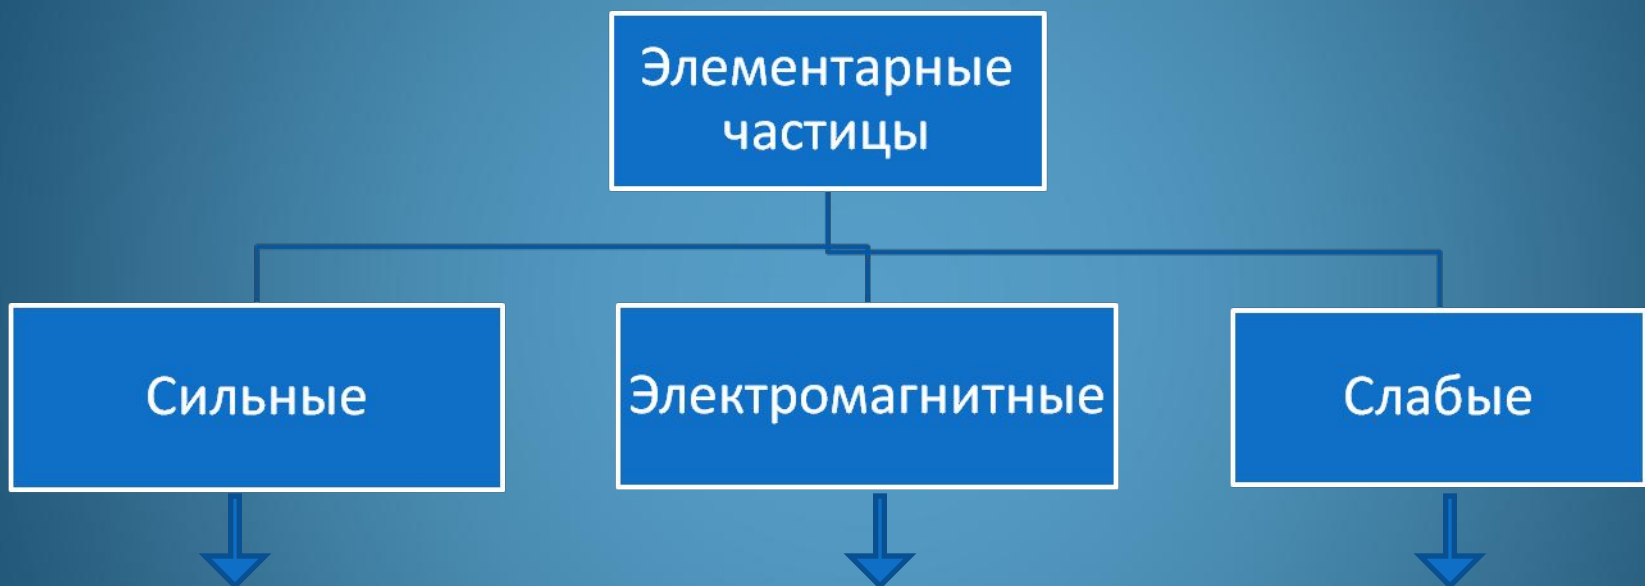 Элементарные
частицы
Сильные
Электромагнитные
Слабые